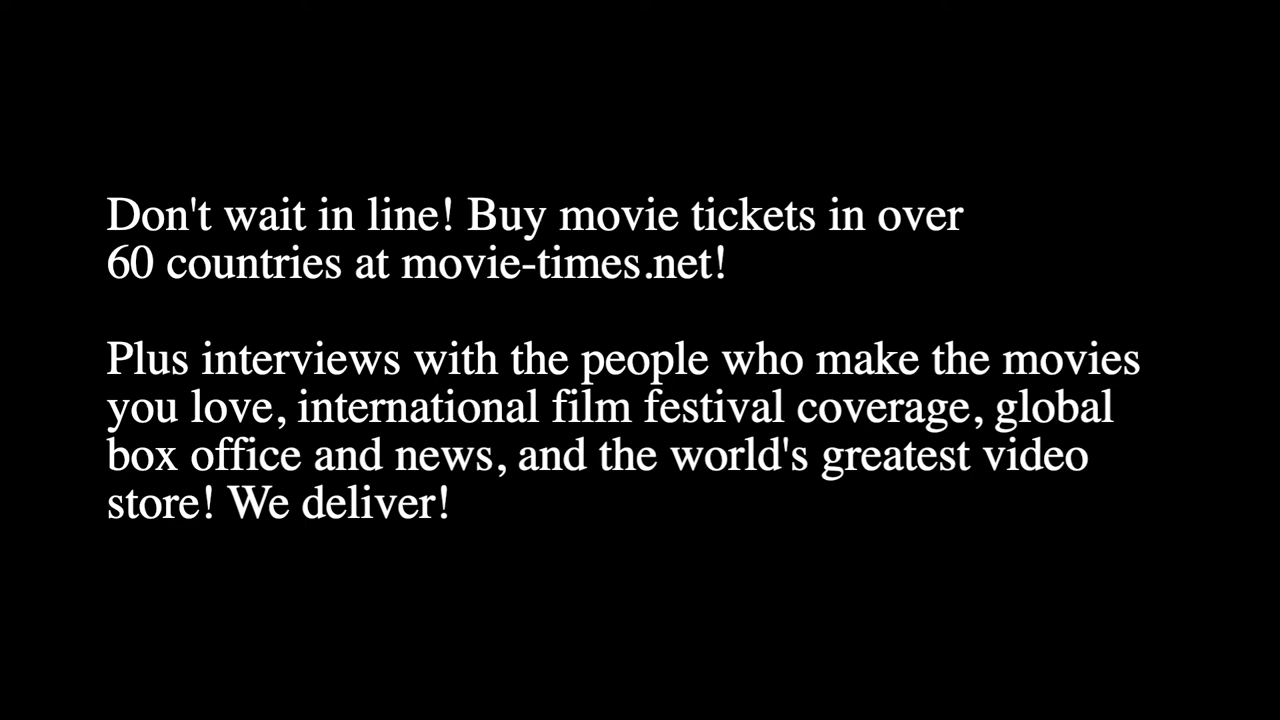 Don't wait in line! Buy movie tickets in over
60 countries at movie-times.net!
Plus interviews with the people who make the movies
you love, international film festival coverage, global
box office and news, and the world's greatest video
store! We deliver!